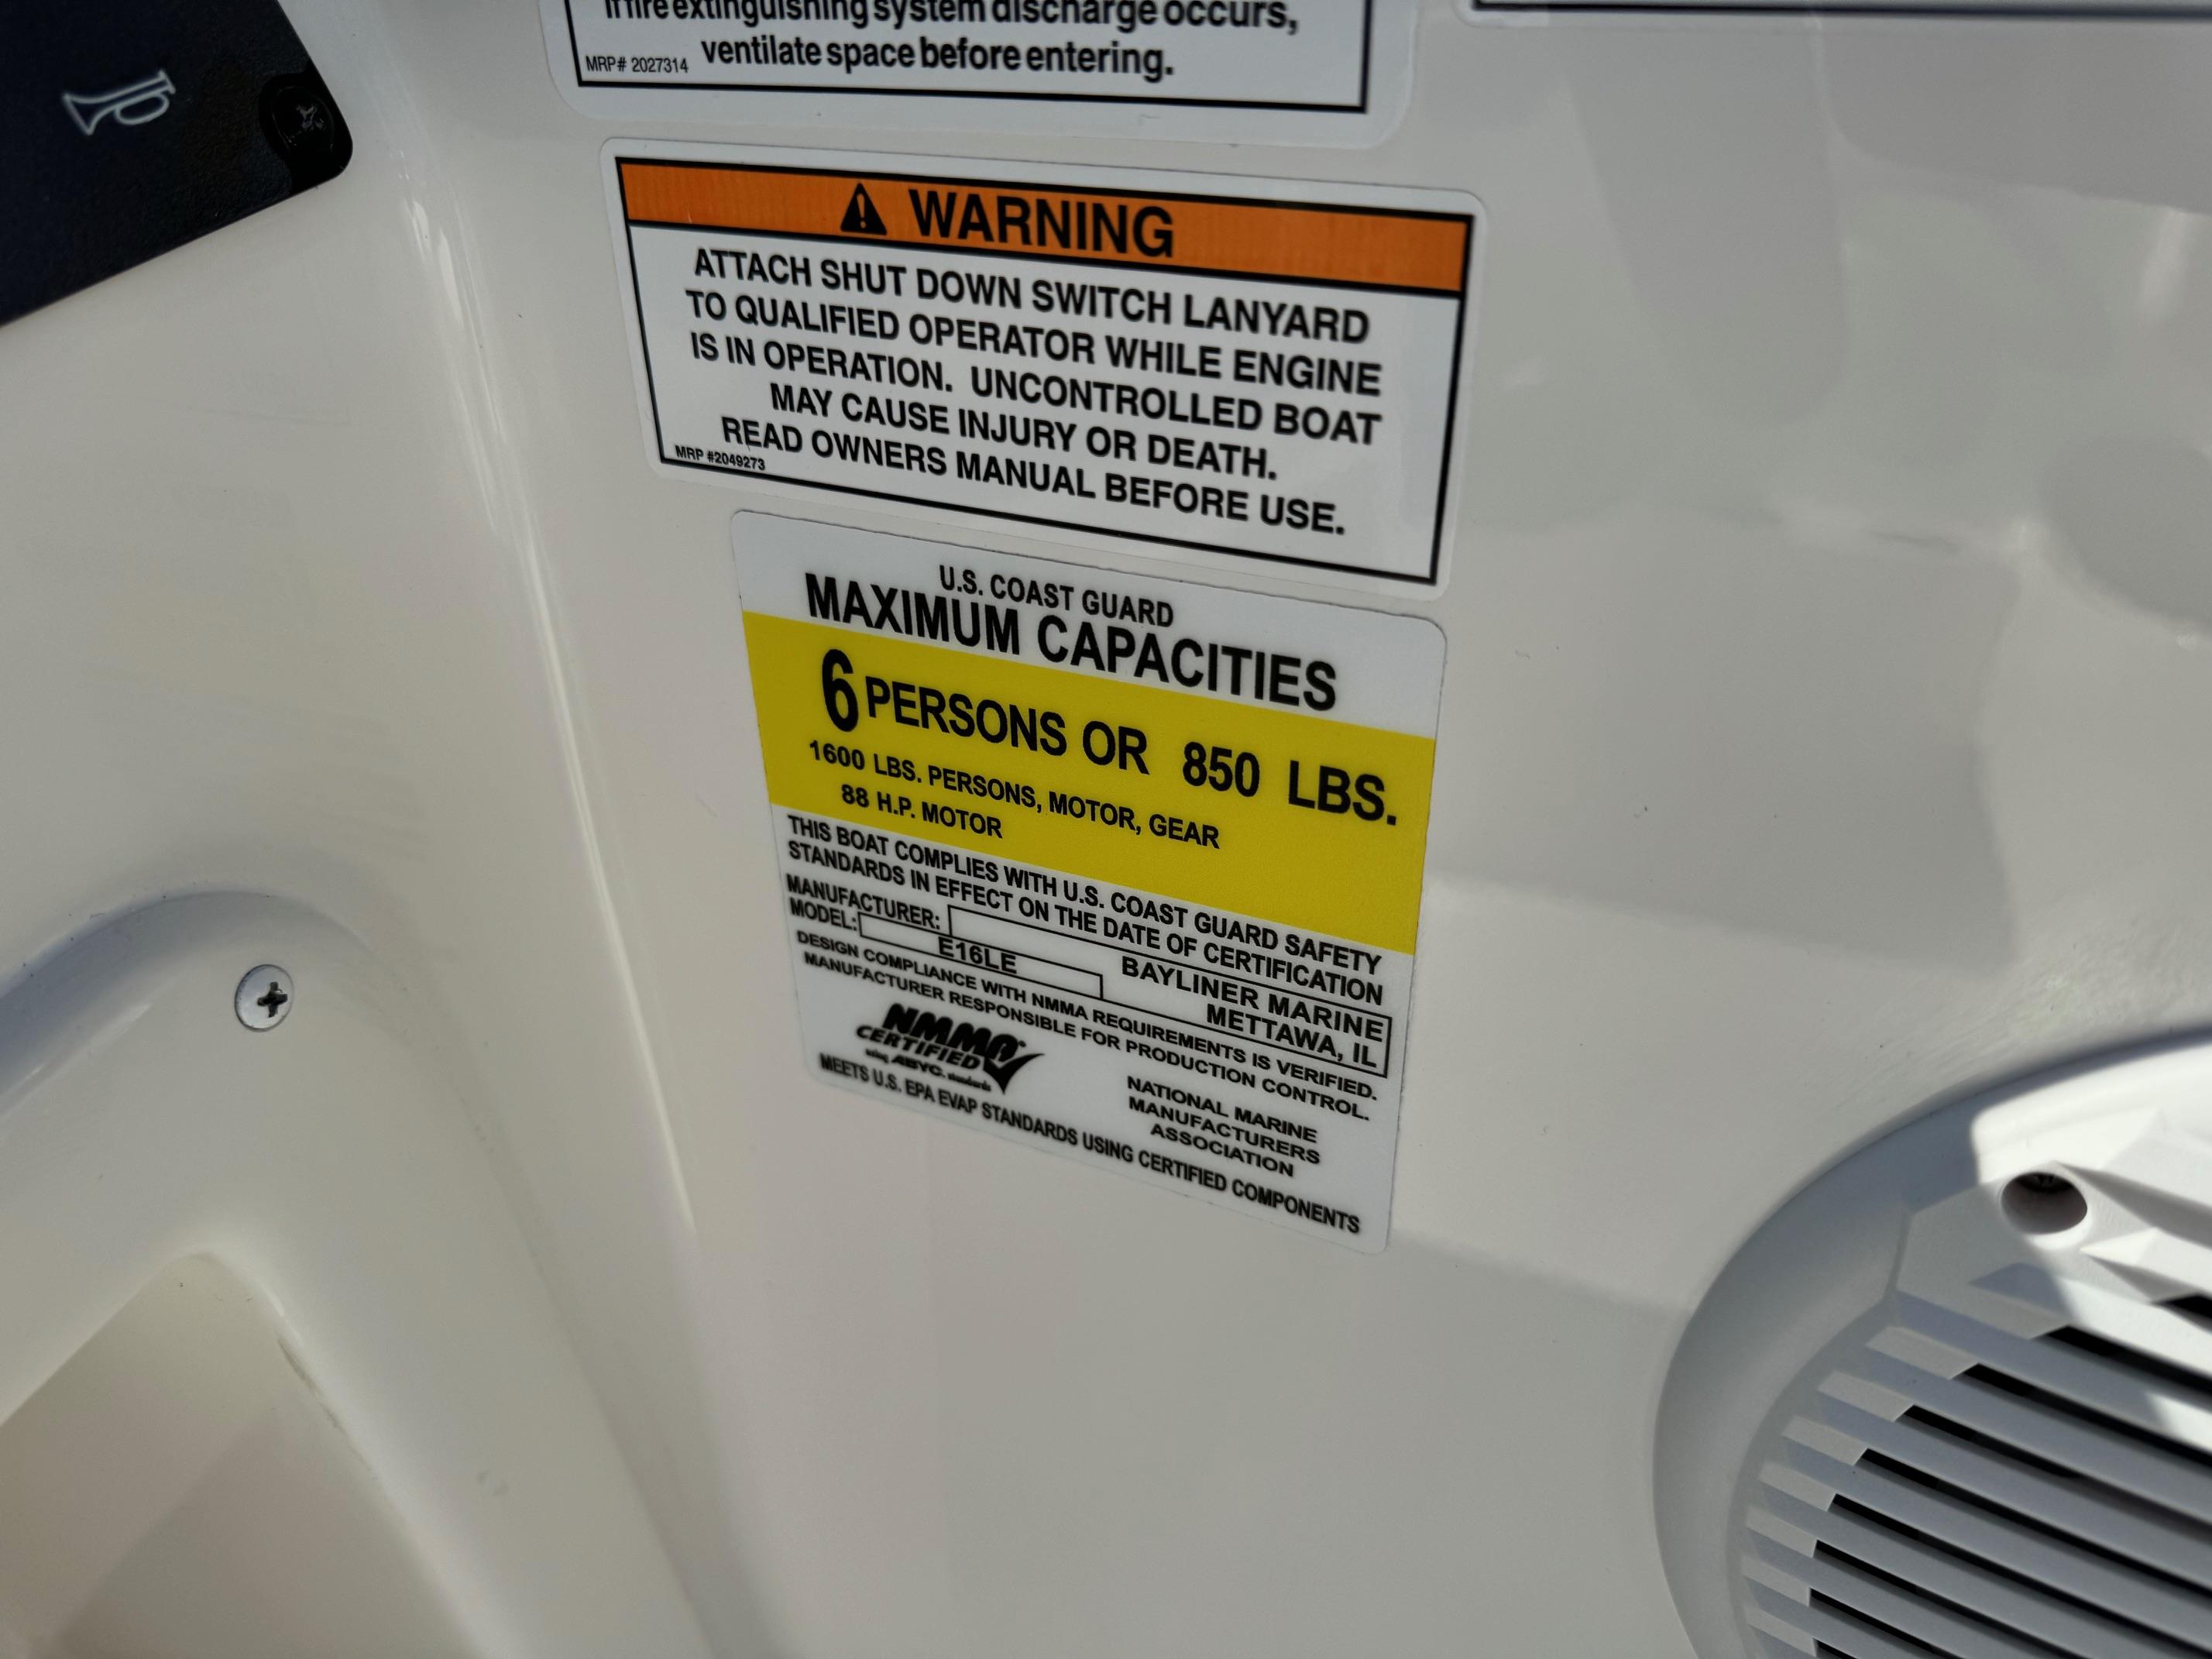 If fire extinguishing system discharge occurs,
MRP# 2027314 ventilate space before entering.
WARNING
ATTACH SHUT DOWN SWITCH LANYARD
TO QUALIFIED OPERATOR WHILE ENGINE
IS IN OPERATION. UNCONTROLLED BOAT
MAY CAUSE INJURY OR DEATH.
READ OWNERS MANUAL BEFORE USE.
MRP #2049273
U.S. COAST GUARD
MAXIMUM CAPACITIES
6 PERSONS OR 850 LBS.
1600 LBS. PERSONS, MOTOR, GEAR
88 H.P. MOTOR
THIS BOAT COMPLIES WITH U.S. COAST GUARD SAFETY
STANDARDS IN EFFECT ON THE DATE OF CERTIFICATION
MANUFACTURER: BAYLINER MARINE
METTAWA, IL
MODEL: E16LE
DESIGN COMPLIANCE WITH NMMA REQUIREMENTS IS VERIFIED.
MANUFACTURER RESPONSIBLE FOR PRODUCTION CONTROL.
NMMA
CERTIFIED
using ABYC. standards
NATIONAL MARINE
MANUFACTURERS
ASSOCIATION
MEETS U.S. EPA EVAP STANDARDS USING CERTIFIED COMPONENTS